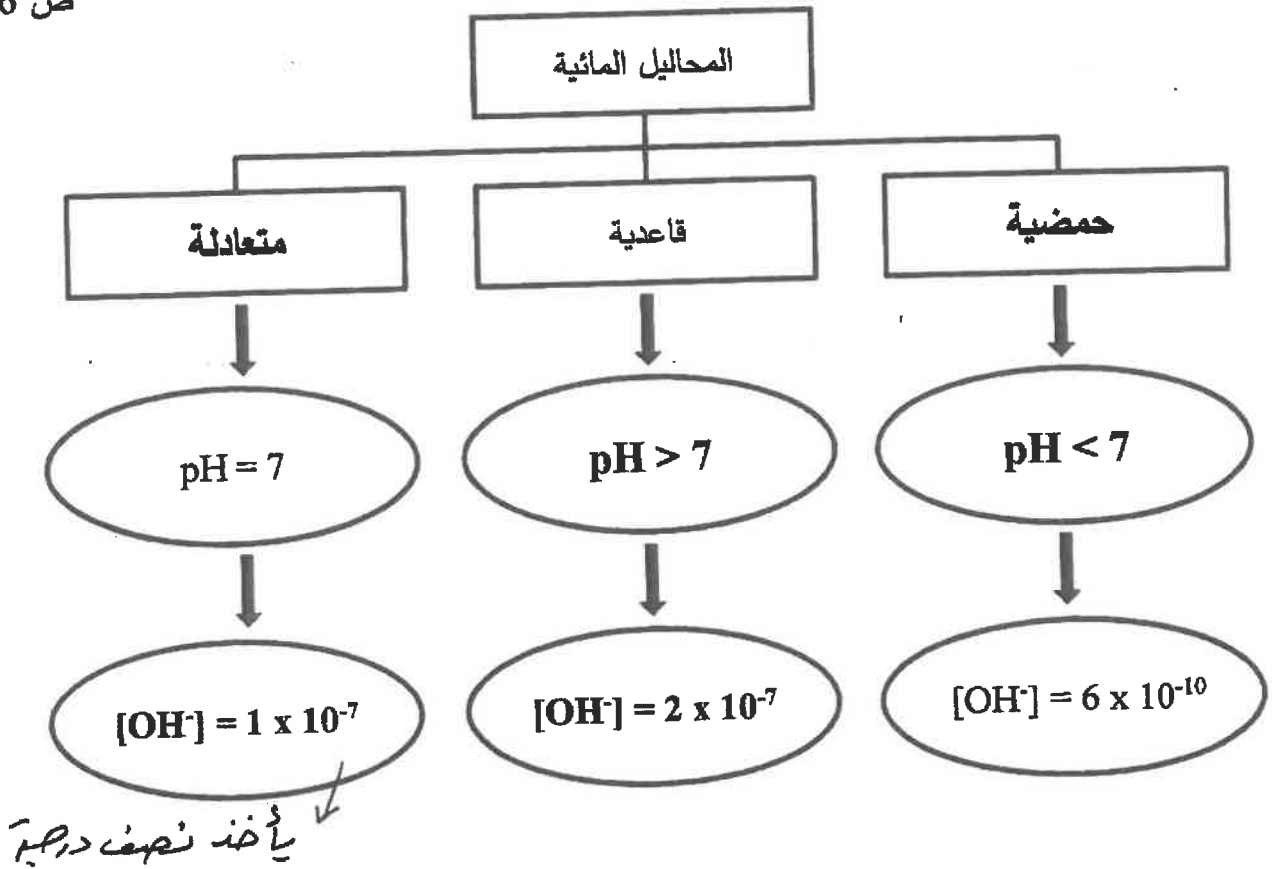 ص 6
المحاليل المائية
حمضية
قاعدية
متعادلة
pH < 7
pH > 7
pH = 7
[OH⁻] = 6 x 10⁻¹⁰
[OH⁻] = 2 x 10⁻⁷
[OH⁻] = 1 x 10⁻⁷
يأخذ نصف درجة